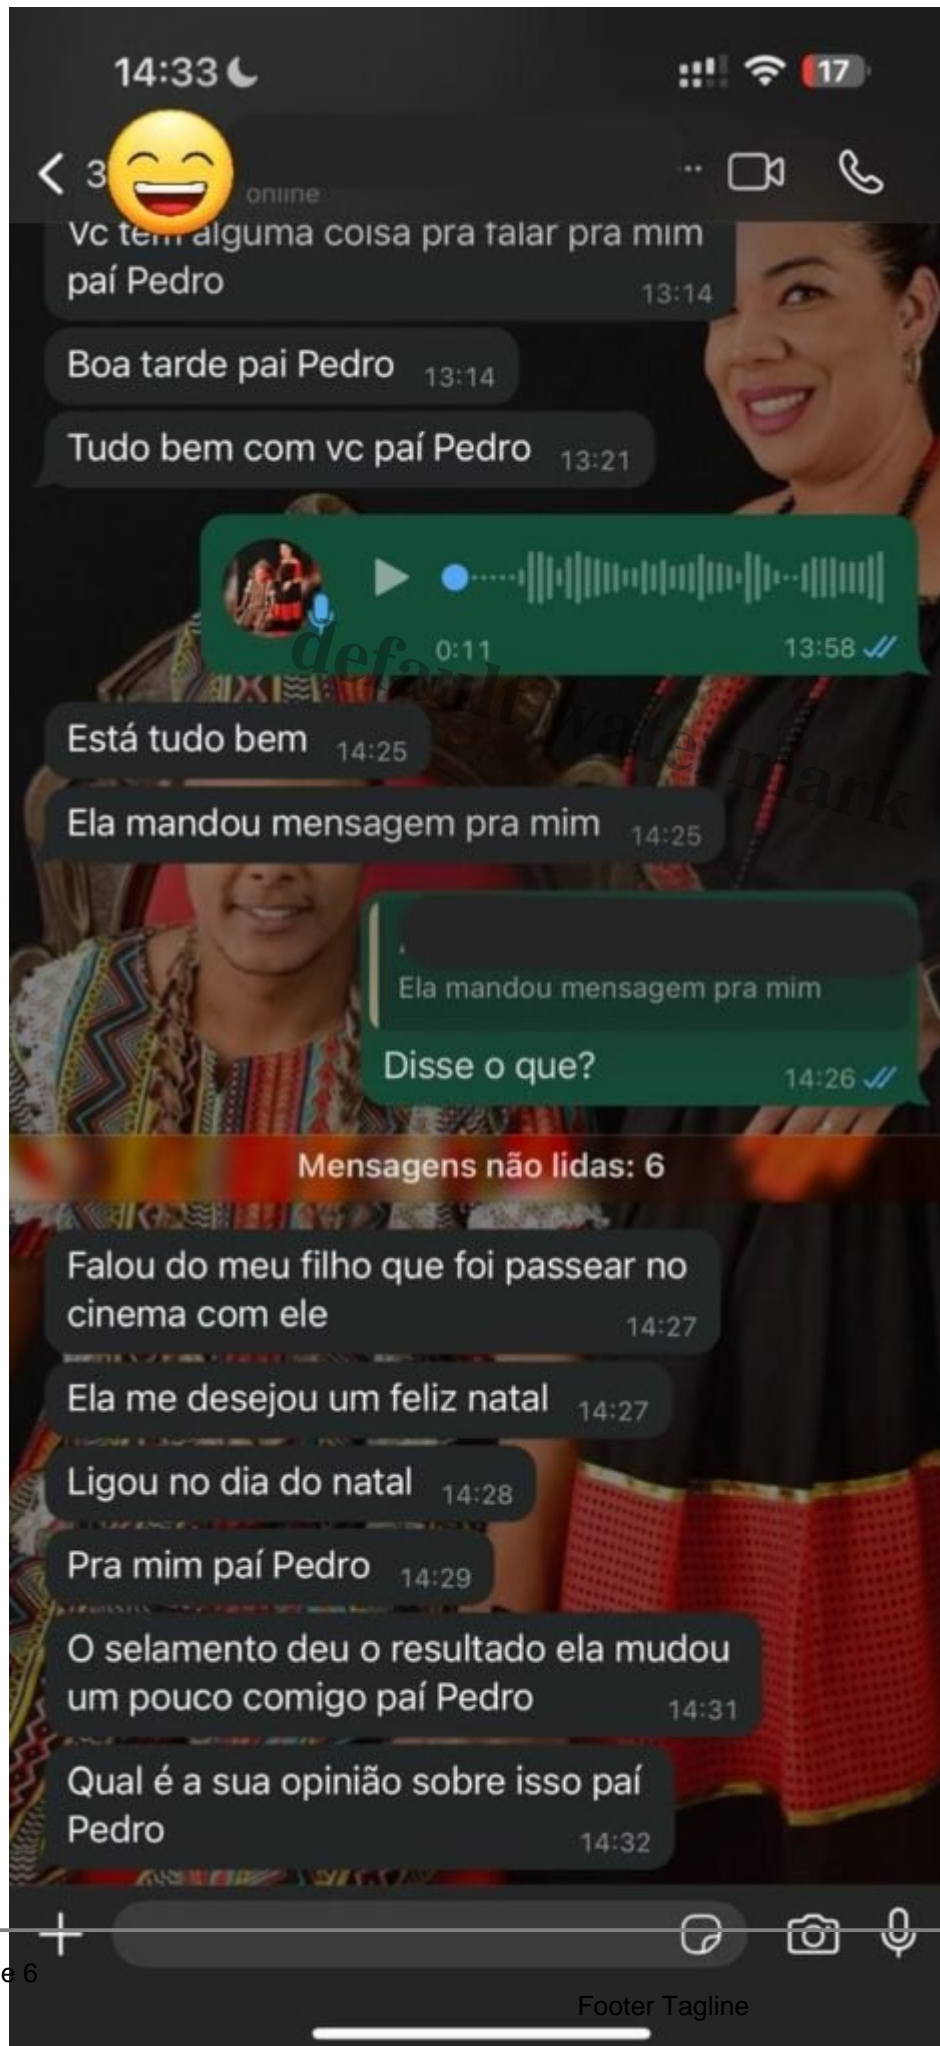 14:33
17
3
online
Vc tem alguma coisa pra falar pra mim
paí Pedro
13:14
Boa tarde pai Pedro 13:14
Tudo bem com vc paí Pedro 13:21
0:11 13:58
default watermark
Está tudo bem 14:25
Ela mandou mensagem pra mim 14:25
Ela mandou mensagem pra mim
Disse o que? 14:26
Mensagens não lidas: 6
Falou do meu filho que foi passear no
cinema com ele 14:27
Ela me desejou um feliz natal 14:27
Ligou no dia do natal 14:28
Pra mim paí Pedro 14:29
O selamento deu o resultado ela mudou
um pouco comigo paí Pedro 14:31
Qual é a sua opinião sobre isso paí
Pedro 14:32
e 6
Footer Tagline